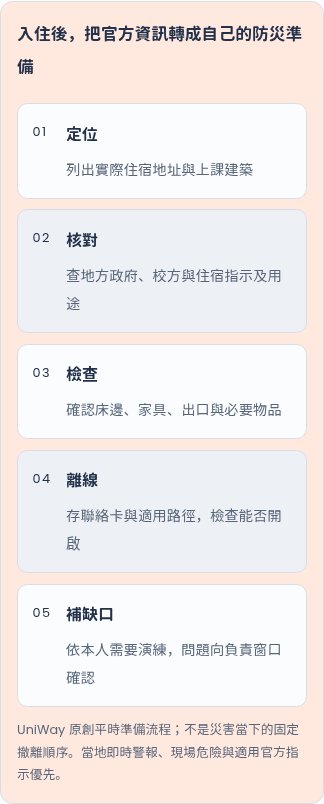 入住後，把官方資訊轉成自己的防災準
備
01 定位
列出實際住宿地址與上課建築
02 核對
查地方政府、校方與住宿指示及用
途
03 檢查
確認床邊、家具、出口與必要物品
04 離線
存聯絡卡與適用路徑，檢查能否開
啟
05 補缺口
依本人需要演練，問題向負責窗口
確認
UniWay 原創平時準備流程；不是災害當下的固定
撤離順序。當地即時警報、現場危險與適用官方指
示優先。